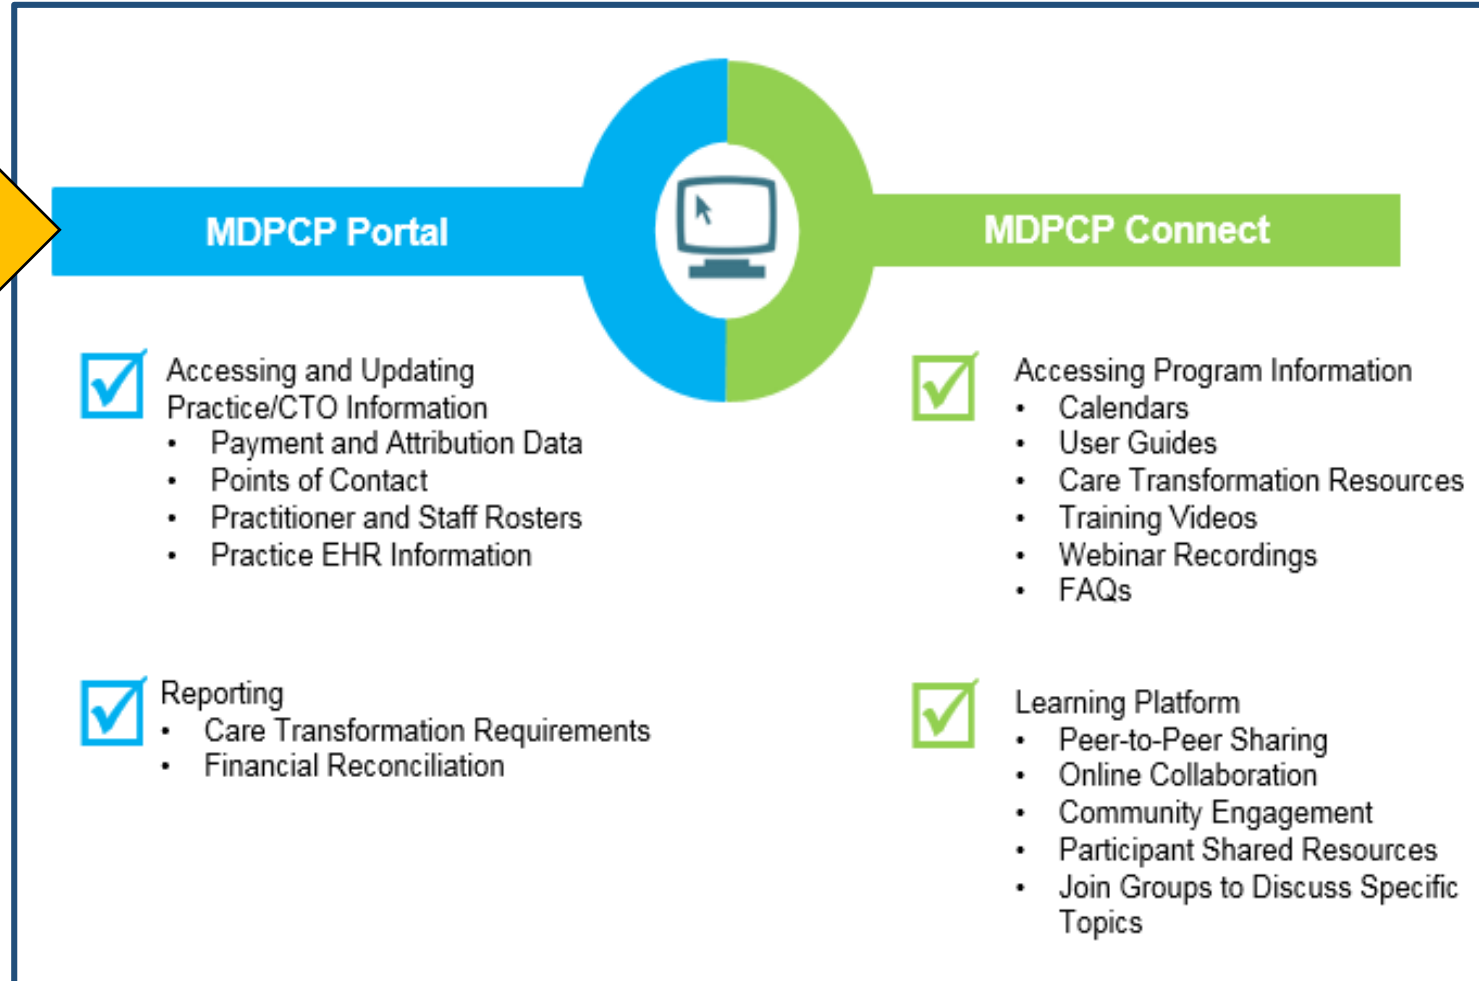 MDPCP Portal
MDPCP Connect
Accessing and Updating
Practice/CTO Information
• Payment and Attribution Data
• Points of Contact
• Practitioner and Staff Rosters
• Practice EHR Information
Reporting
• Care Transformation Requirements
• Financial Reconciliation
Accessing Program Information
• Calendars
• User Guides
• Care Transformation Resources
• Training Videos
• Webinar Recordings
• FAQs
Learning Platform
• Peer-to-Peer Sharing
• Online Collaboration
• Community Engagement
• Participant Shared Resources
• Join Groups to Discuss Specific
Topics